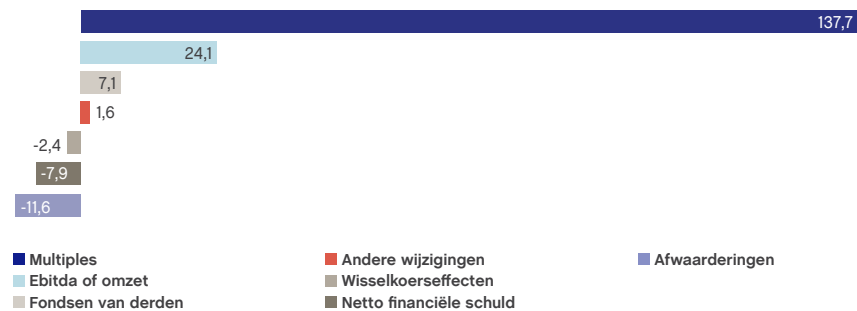 137,7
24,1
7,1
1,6
-2,4
-7,9
-11,6
Multiples
Andere wijzigingen
Afwaarderingen
Ebitda of omzet
Wisselkoerseffecten
Fondsen van derden
Netto financiële schuld